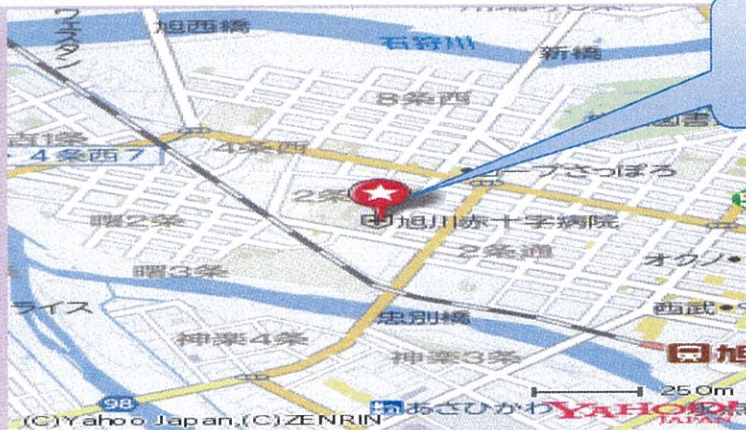 旭西橋
石狩川
新橋
8条西
4条西
4条西7
コープさっぽろ
2条
旭川赤十字病院
曙2条
2条通
オクノ
曙3条
ライス
西武
忠別橋
神楽4条
神楽3条
旭
250m
98
あさひかわ
YAHOO!
JAPAN
(C)Yahoo Japan,(C)ZENRIN